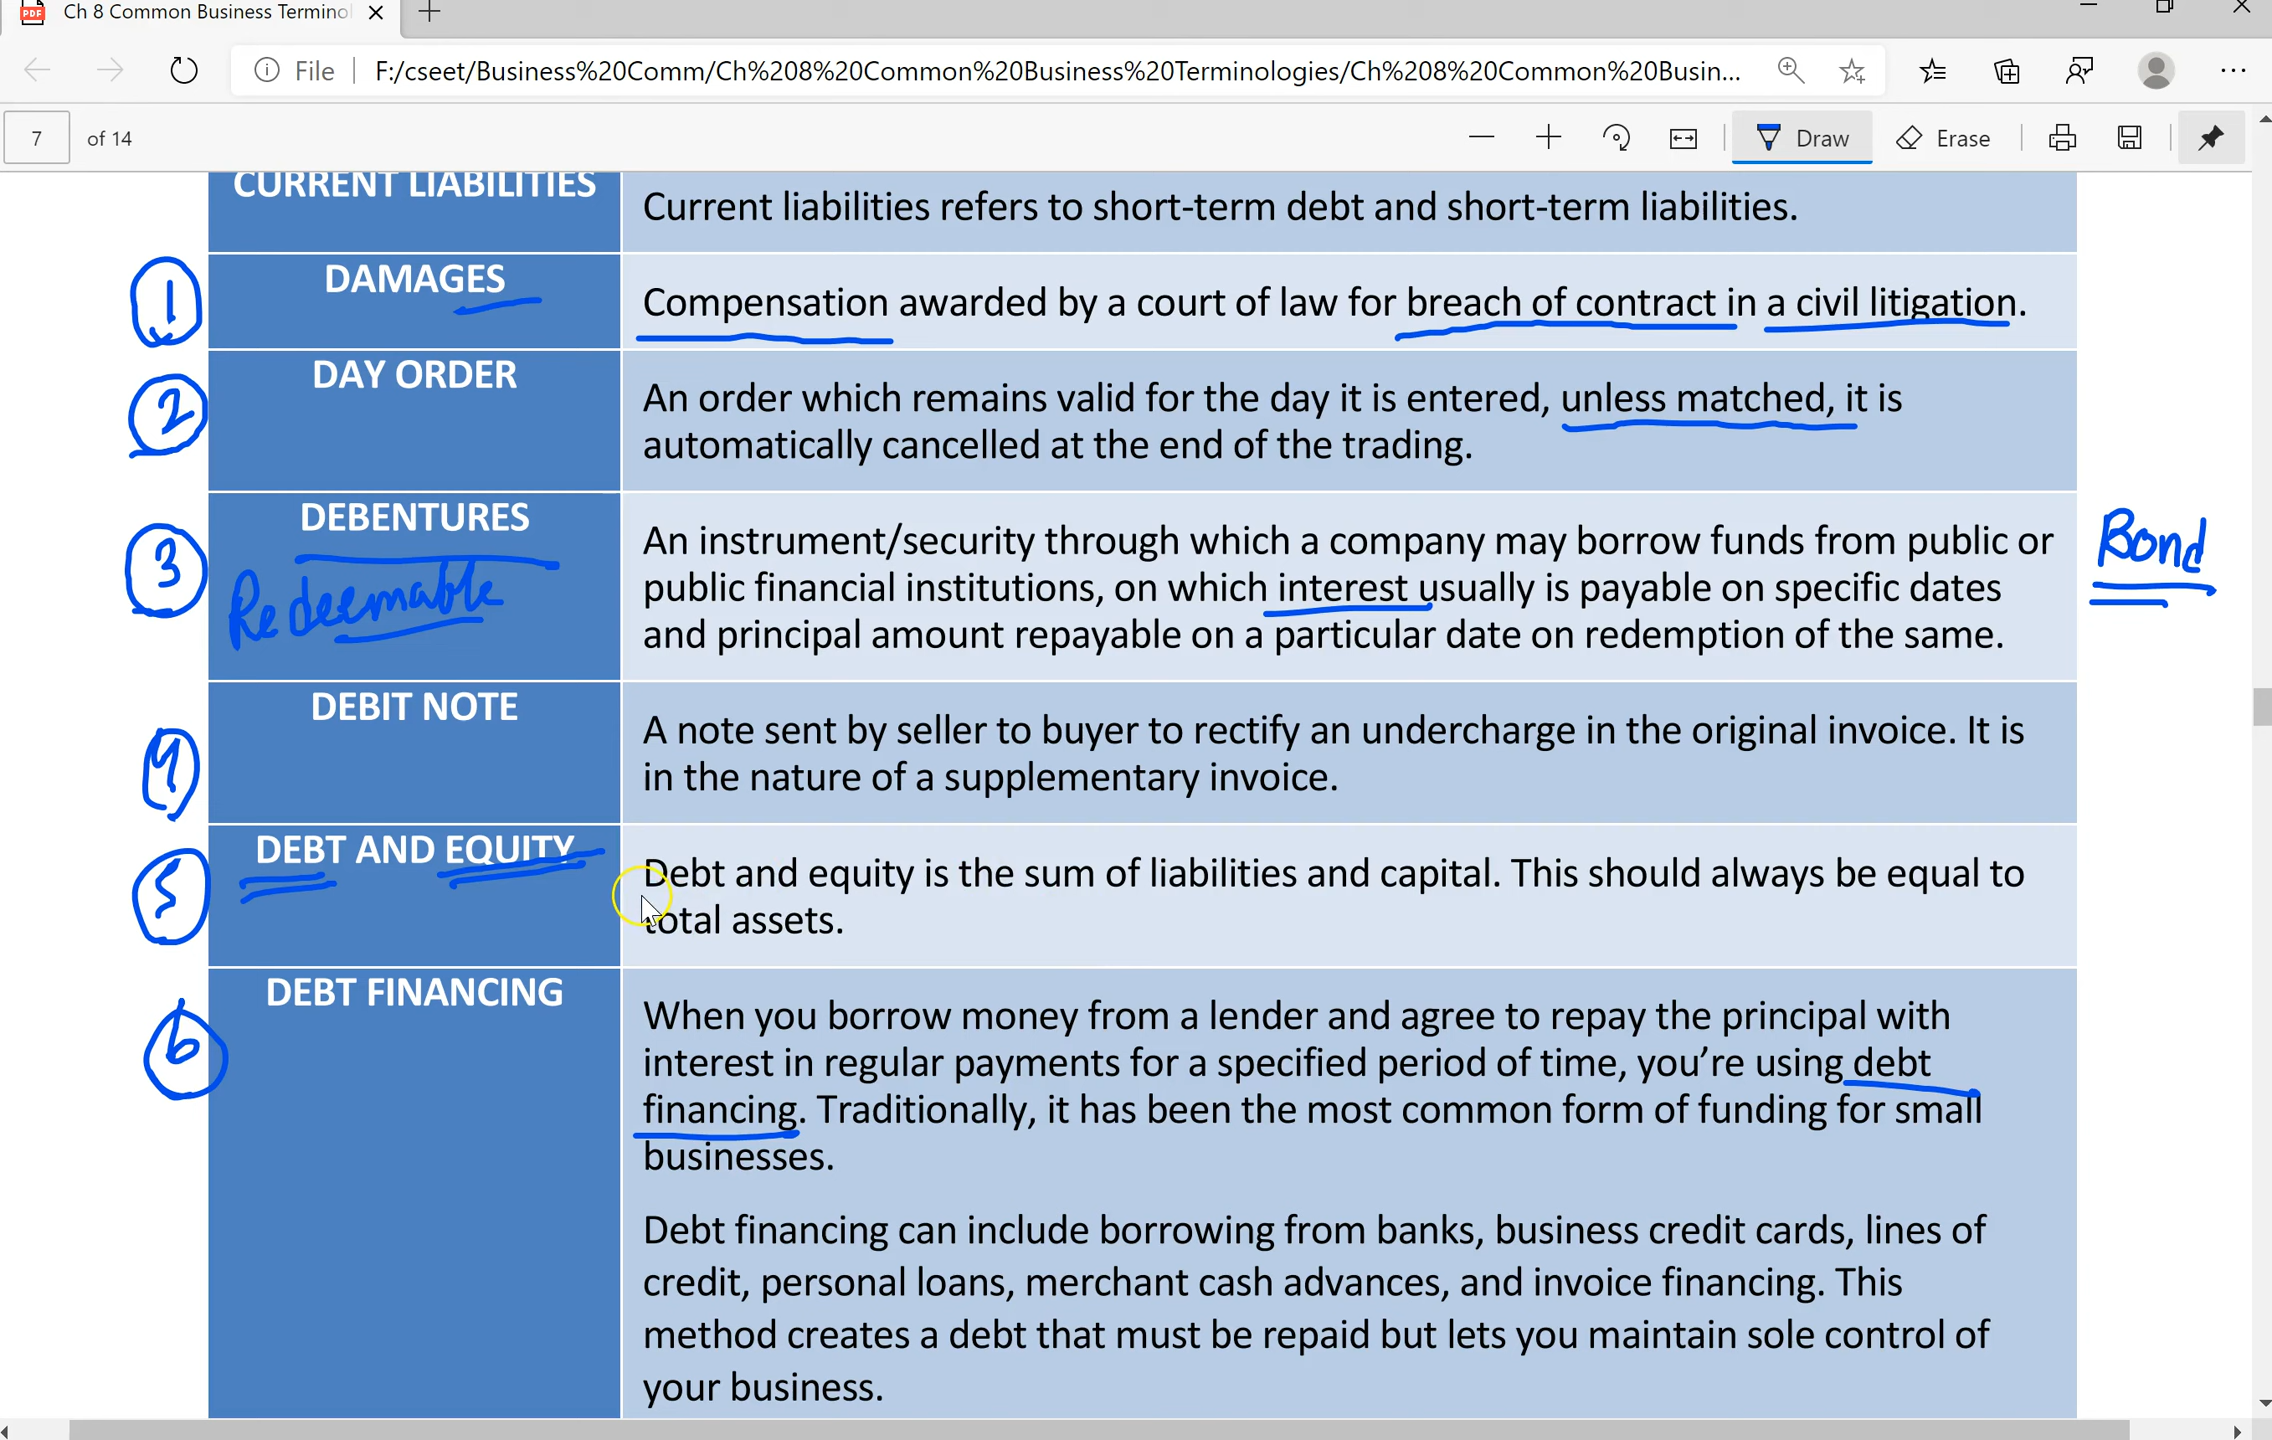 Ch 8 Common Business Terminol
File
F:/cseet/Business%20Comm/Ch%208%20Common%20Business%20Terminologies/Ch%208%20Common%20Busin...
7 of 14
Draw
Erase
CURRENT LIABILITIES
Current liabilities refers to short-term debt and short-term liabilities.
1
DAMAGES
Compensation awarded by a court of law for breach of contract in a civil litigation.
2
DAY ORDER
An order which remains valid for the day it is entered, unless matched, it is
automatically cancelled at the end of the trading.
3
DEBENTURES
Redeemable
An instrument/security through which a company may borrow funds from public or
public financial institutions, on which interest usually is payable on specific dates
and principal amount repayable on a particular date on redemption of the same.
Bond
4
DEBIT NOTE
A note sent by seller to buyer to rectify an undercharge in the original invoice. It is
in the nature of a supplementary invoice.
5
DEBT AND EQUITY
Debt and equity is the sum of liabilities and capital. This should always be equal to
total assets.
6
DEBT FINANCING
When you borrow money from a lender and agree to repay the principal with
interest in regular payments for a specified period of time, you’re using debt
financing. Traditionally, it has been the most common form of funding for small
businesses.
Debt financing can include borrowing from banks, business credit cards, lines of
credit, personal loans, merchant cash advances, and invoice financing. This
method creates a debt that must be repaid but lets you maintain sole control of
your business.